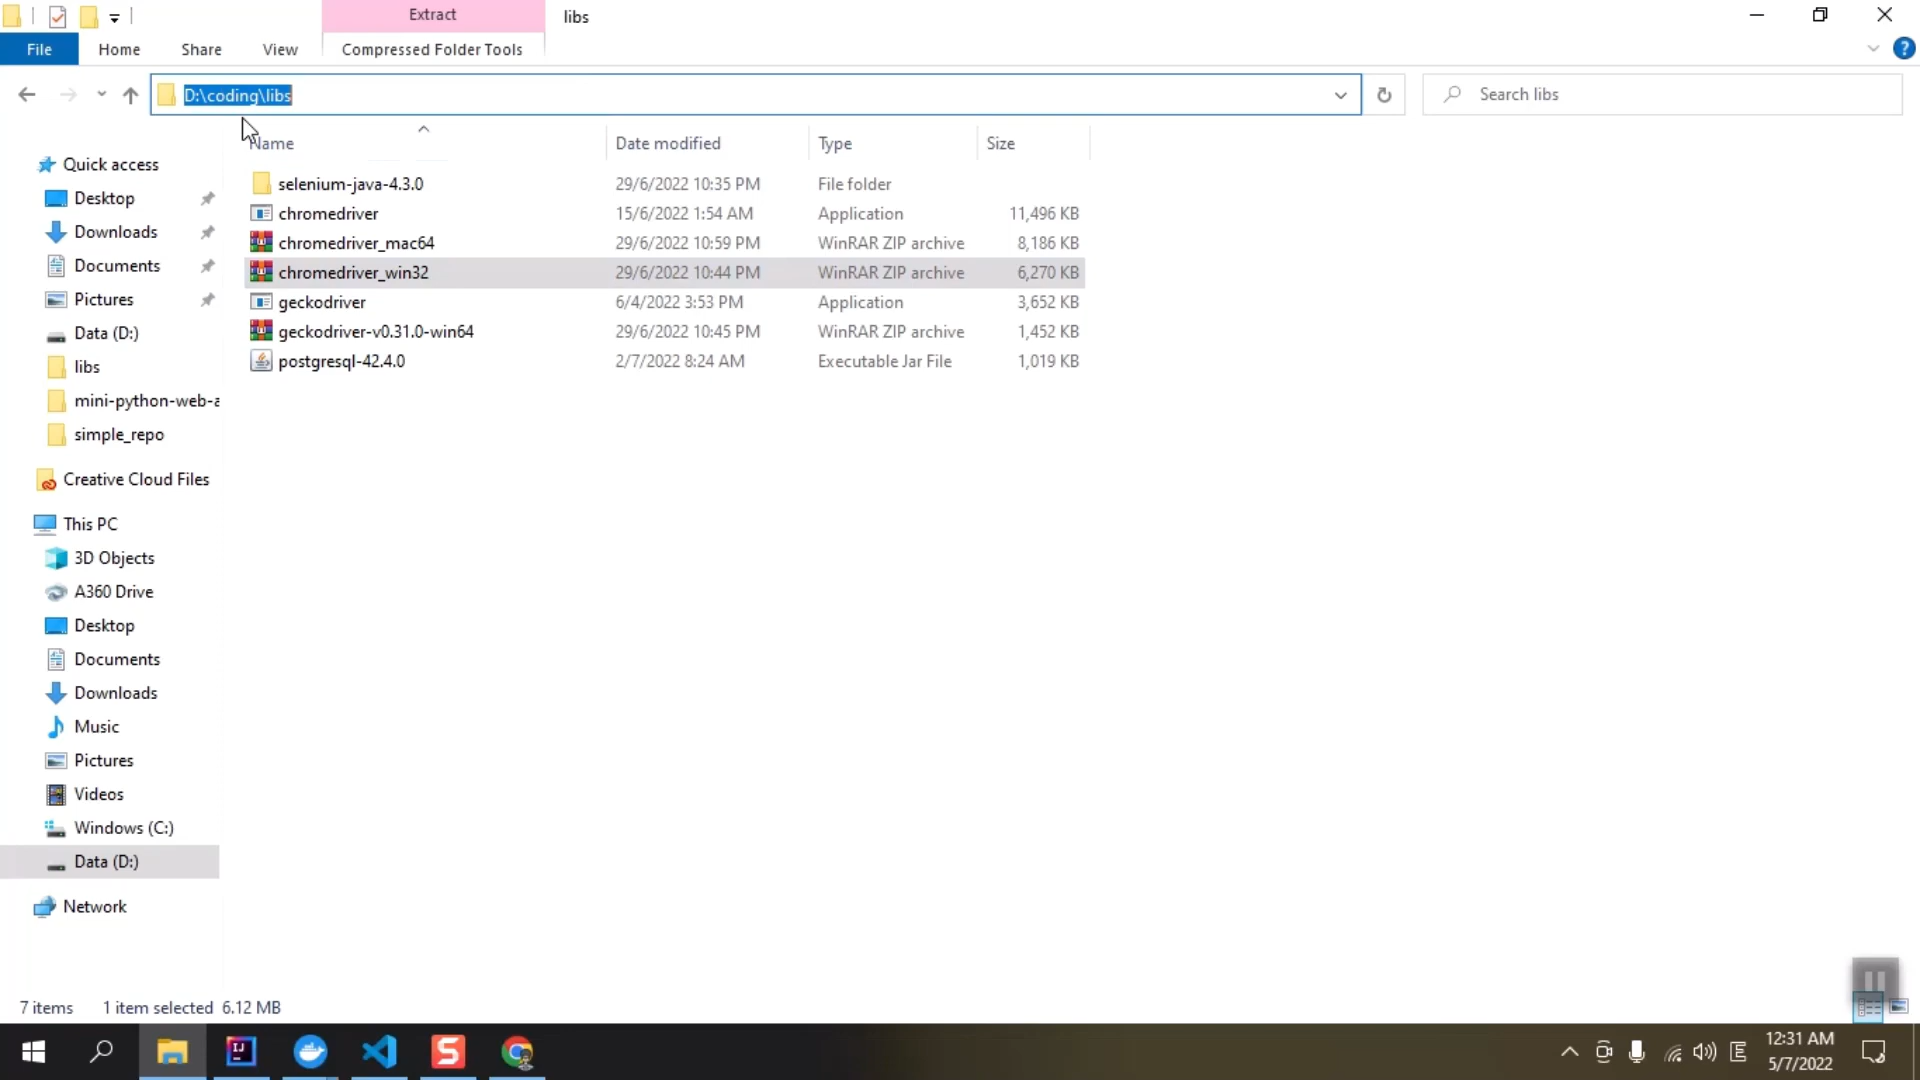 Extract
libs
File
Home
Share
View
Compressed Folder Tools
?
D:\coding\libs
Search libs
Name
Date modified
Type
Size
selenium-java-4.3.0
29/6/2022 10:35 PM
File folder
chromedriver
15/6/2022 1:54 AM
Application
11,496 KB
chromedriver_mac64
29/6/2022 10:59 PM
WinRAR ZIP archive
8,186 KB
chromedriver_win32
29/6/2022 10:44 PM
WinRAR ZIP archive
6,270 KB
geckodriver
6/4/2022 3:53 PM
Application
3,652 KB
geckodriver-v0.31.0-win64
29/6/2022 10:45 PM
WinRAR ZIP archive
1,452 KB
postgresql-42.4.0
2/7/2022 8:24 AM
Executable Jar File
1,019 KB
Quick access
Desktop
Downloads
Documents
Pictures
Data (D:)
libs
mini-python-web-a
simple_repo
Creative Cloud Files
This PC
3D Objects
A360 Drive
Desktop
Documents
Downloads
Music
Pictures
Videos
Windows (C:)
Data (D:)
Network
7 items
1 item selected 6.12 MB
IJ
S
E
12:31 AM
5/7/2022